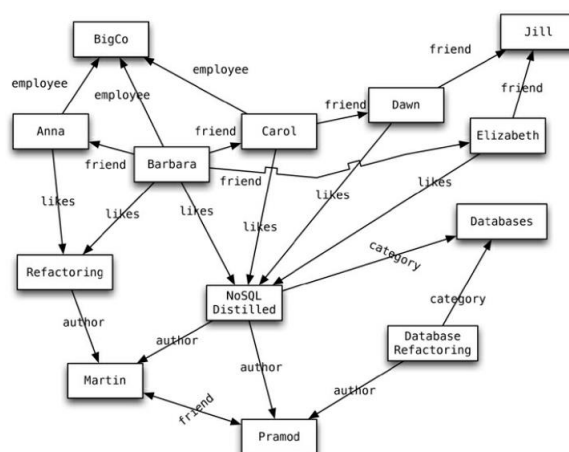 BigCo
Jill
friend
employee
employee
employee
Dawn
Anna
friend
Carol
friend
friend
Elizabeth
friend
Barbara
friend
likes
likes
likes
likes
likes
likes
Databases
category
Refactoring
NoSQL
Distilled
category
author
author
Database
Refactoring
Martin
author
author
friend
Pramod